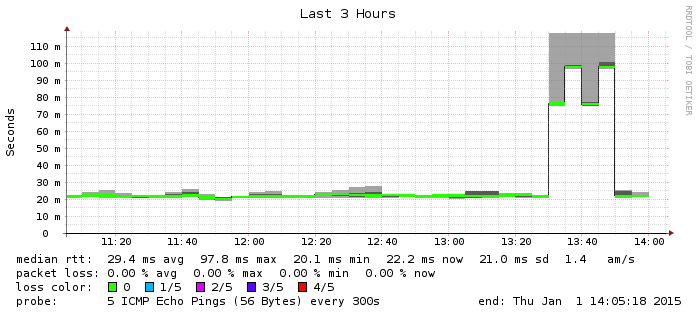 Last 3 Hours
RRDTOOL / TOBI OETIKER
Seconds
110 m
100 m
90 m
80 m
70 m
60 m
50 m
40 m
30 m
20 m
10 m
0
11:20 11:40 12:00 12:20 12:40 13:00 13:20 13:40 14:00
median rtt: 29.4 ms avg 97.8 ms max 20.1 ms min 22.2 ms now 21.0 ms sd 1.4 am/s
packet loss: 0.00 % avg 0.00 % max 0.00 % min 0.00 % now
loss color: 0 1/5 2/5 3/5 4/5
probe: 5 ICMP Echo Pings (56 Bytes) every 300s end: Thu Jan 1 14:05:18 2015